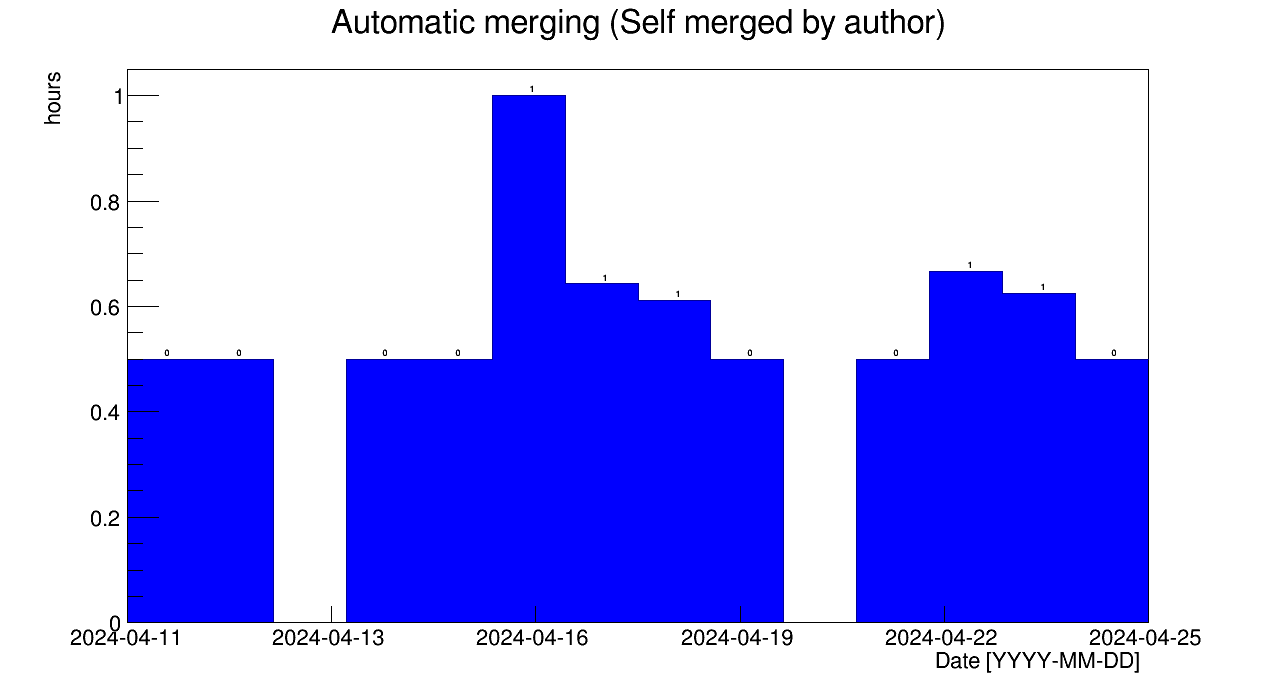 Automatic merging (Self merged by author)
hours
1
0.8
0.6
0.4
0.2
0
0 0 0 0 1 1 1 0 0 1 1 0
2024-04-11 2024-04-13 2024-04-16 2024-04-19 2024-04-22 2024-04-25
Date [YYYY-MM-DD]